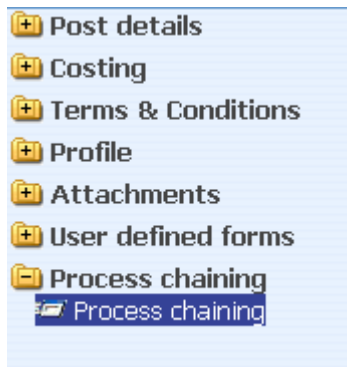 Post details
Costing
Terms & Conditions
Profile
Attachments
User defined forms
Process chaining
Process chaining